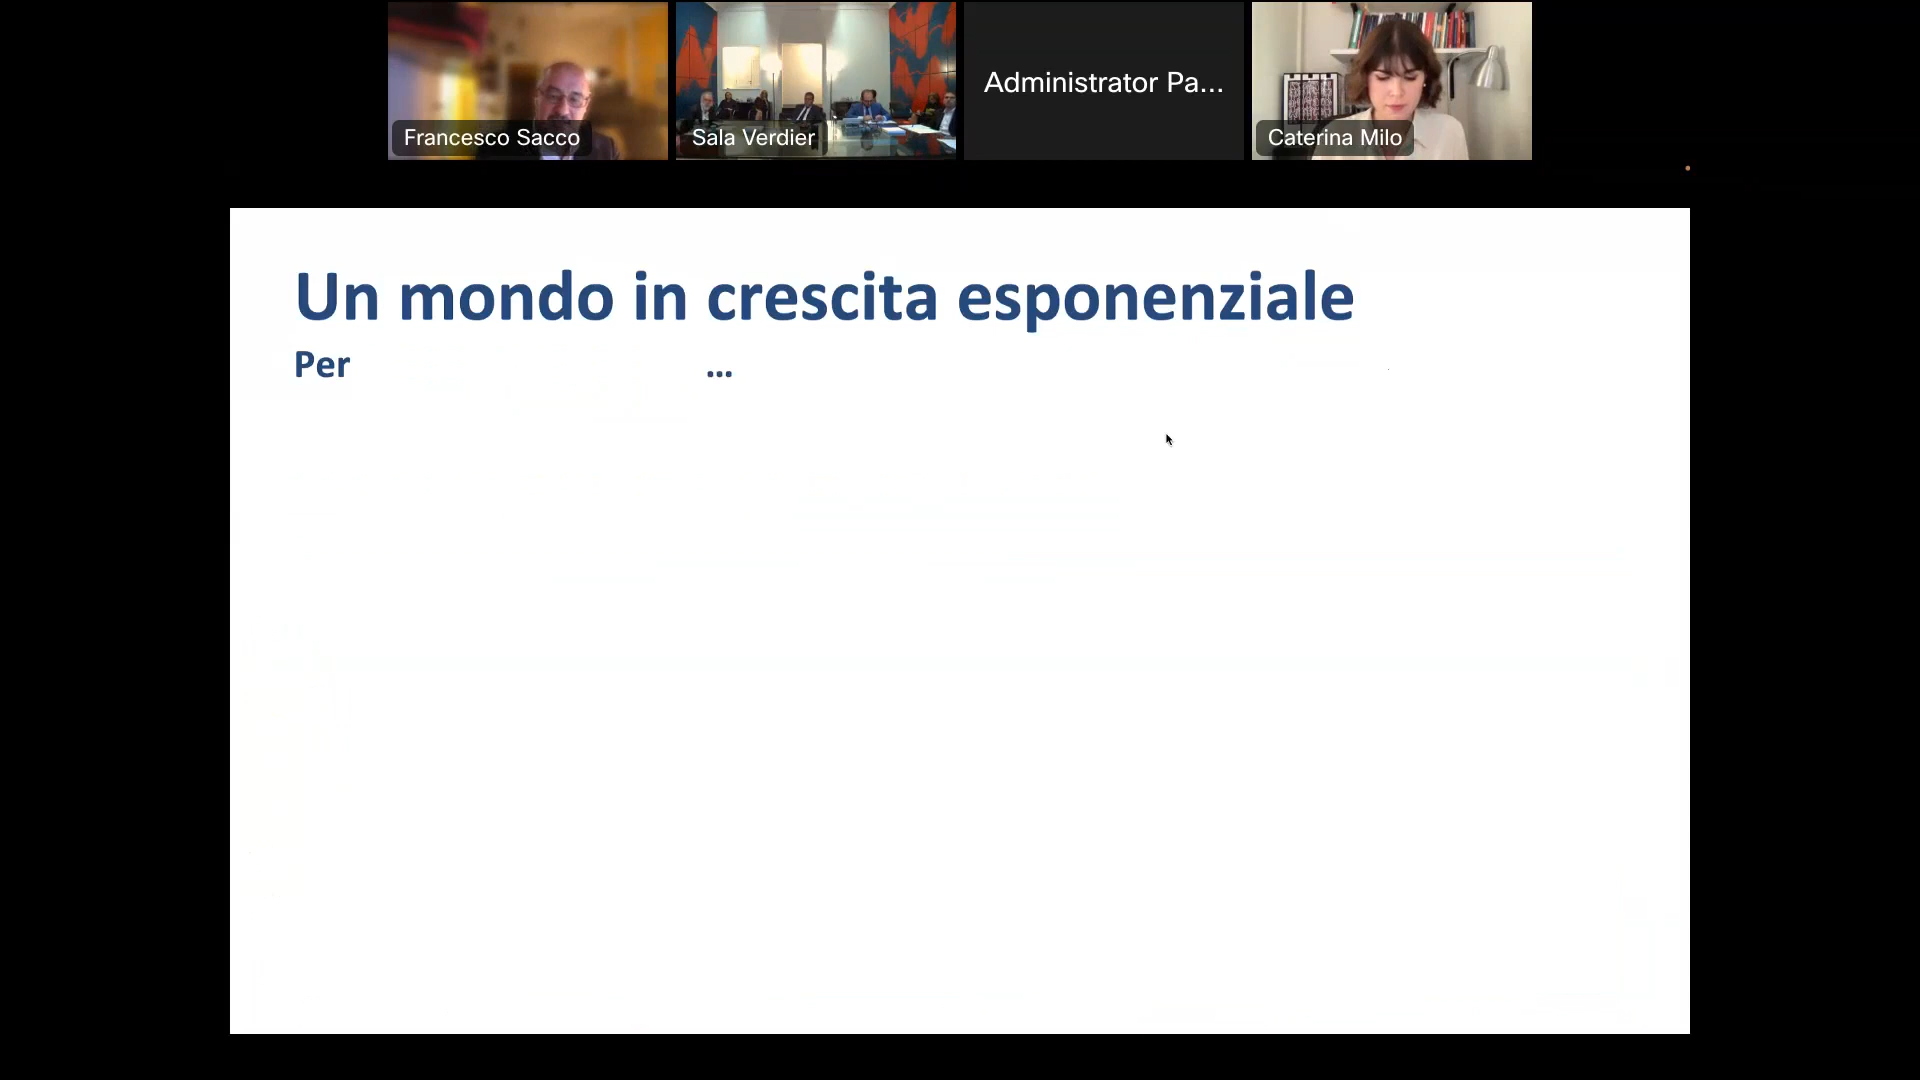 Francesco Sacco
Sala Verdier
Administrator Pa...
Caterina Milo
Un mondo in crescita esponenziale
Per ...